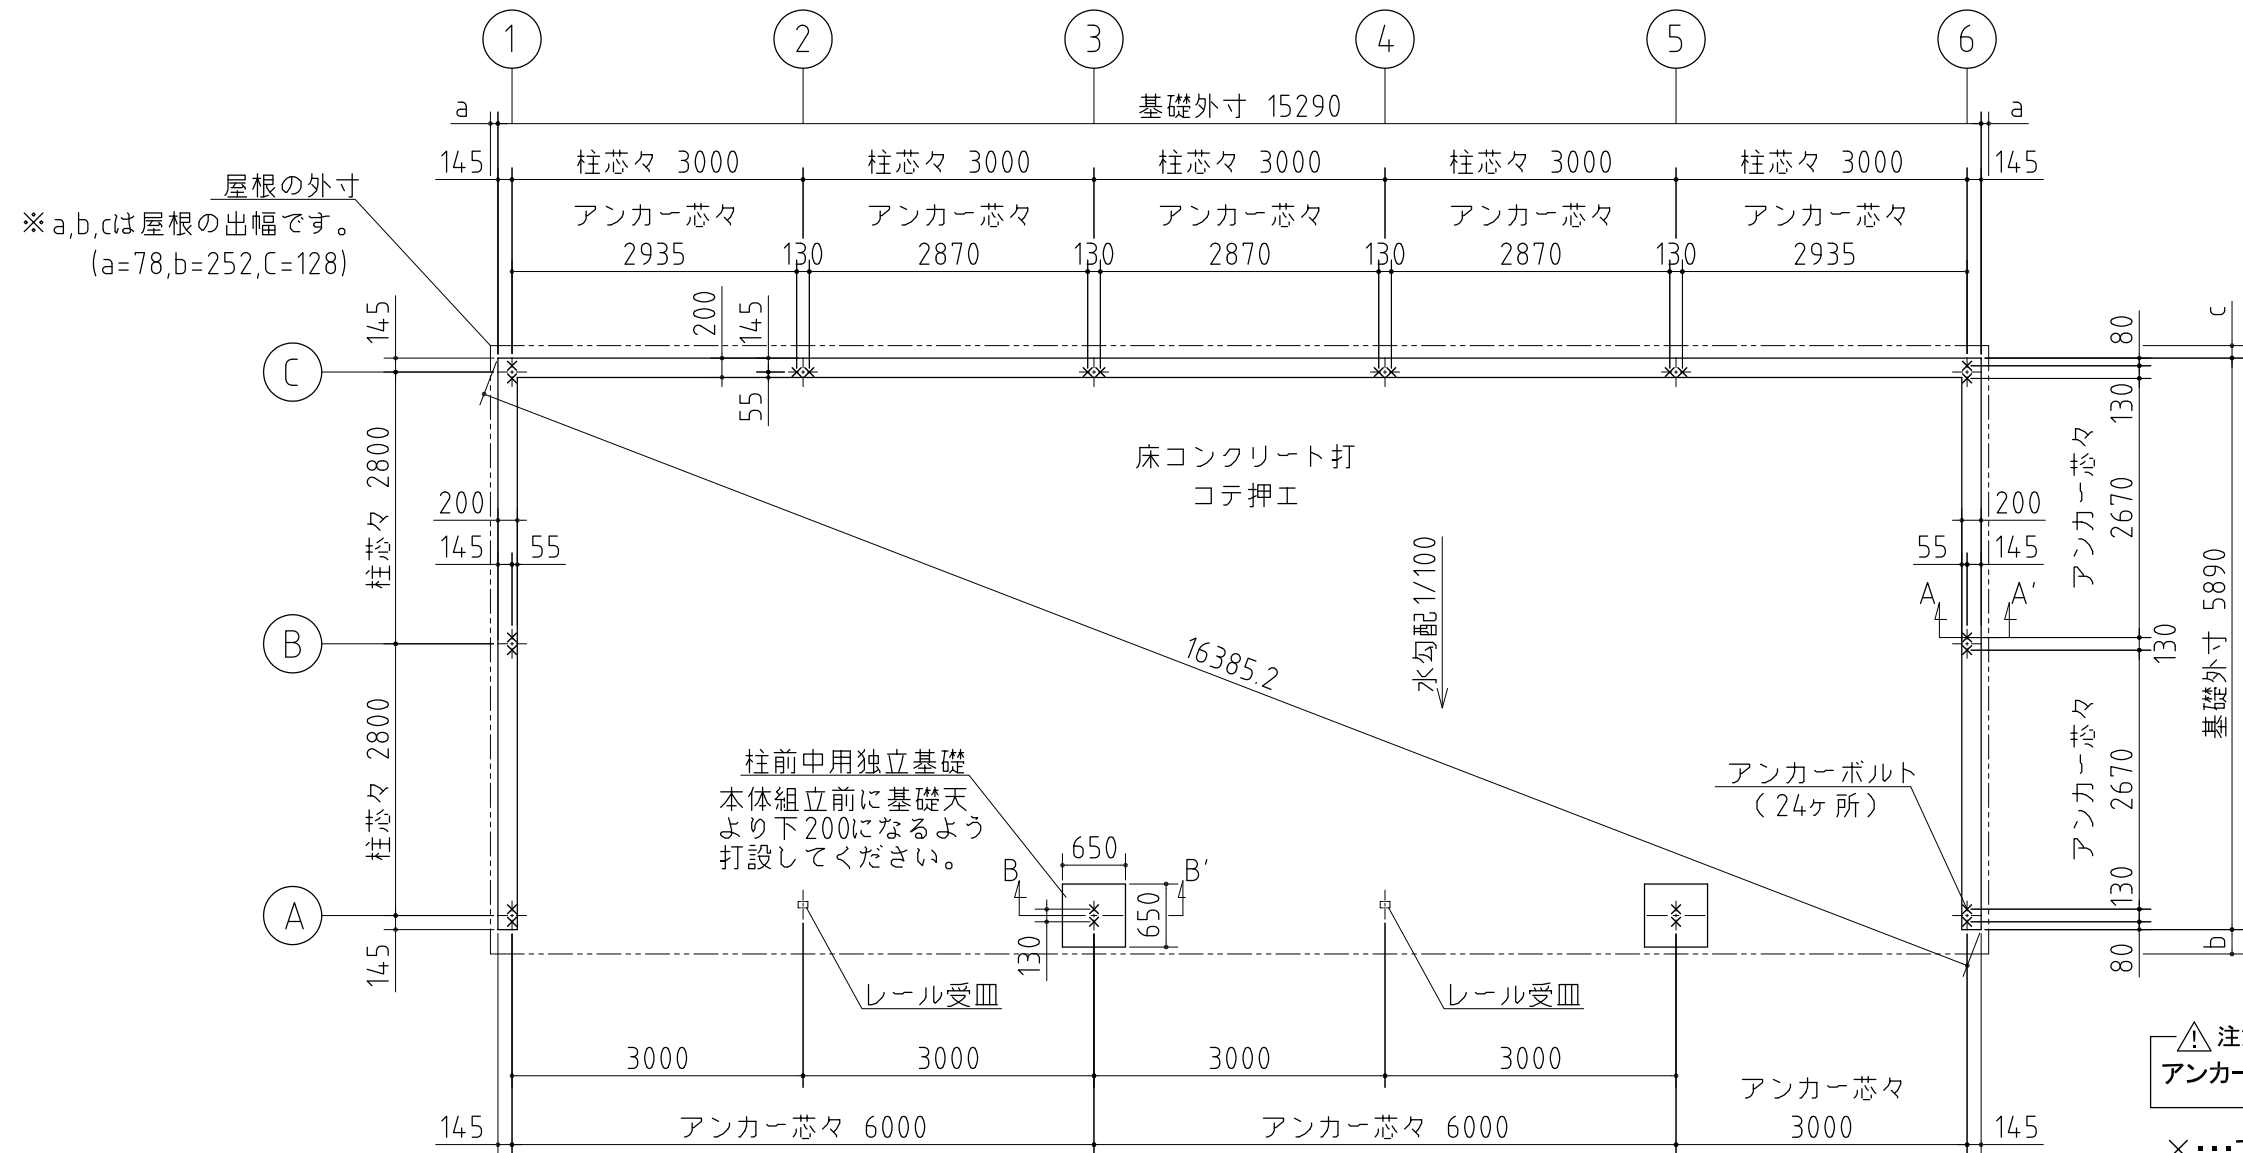 1 2 3 4 5 6
a 基礎外寸 15290 a
145 柱芯々 3000 柱芯々 3000 柱芯々 3000 柱芯々 3000 柱芯々 3000 145
屋根の外寸
※a,b,cは屋根の出幅です。
(a=78,b=252,C=128)
アンカー芯々 アンカー芯々 アンカー芯々 アンカー芯々 アンカー芯々
2935 130 2870 130 2870 130 2870 130 2935
145
200
145
55
80
c
C
130
柱芯々 2800
床コンクリート打
コテ押エ
アンカー芯々
2670
200
145 55
200
55 145
水勾配1/100
A A'
B
16385.2
130
基礎外寸 5890
柱芯々 2800
柱前中用独立基礎
本体組立前に基礎天
より下200になるよう
打設してください。
650
B B'
650
130
アンカーボルト
(24ヶ所)
アンカー芯々
2670
130
A
145
80
b
レール受皿 レール受皿
3000 3000 3000 3000
アンカー芯々
145 アンカー芯々 6000 アンカー芯々 6000 3000 145
注
アンカー
×